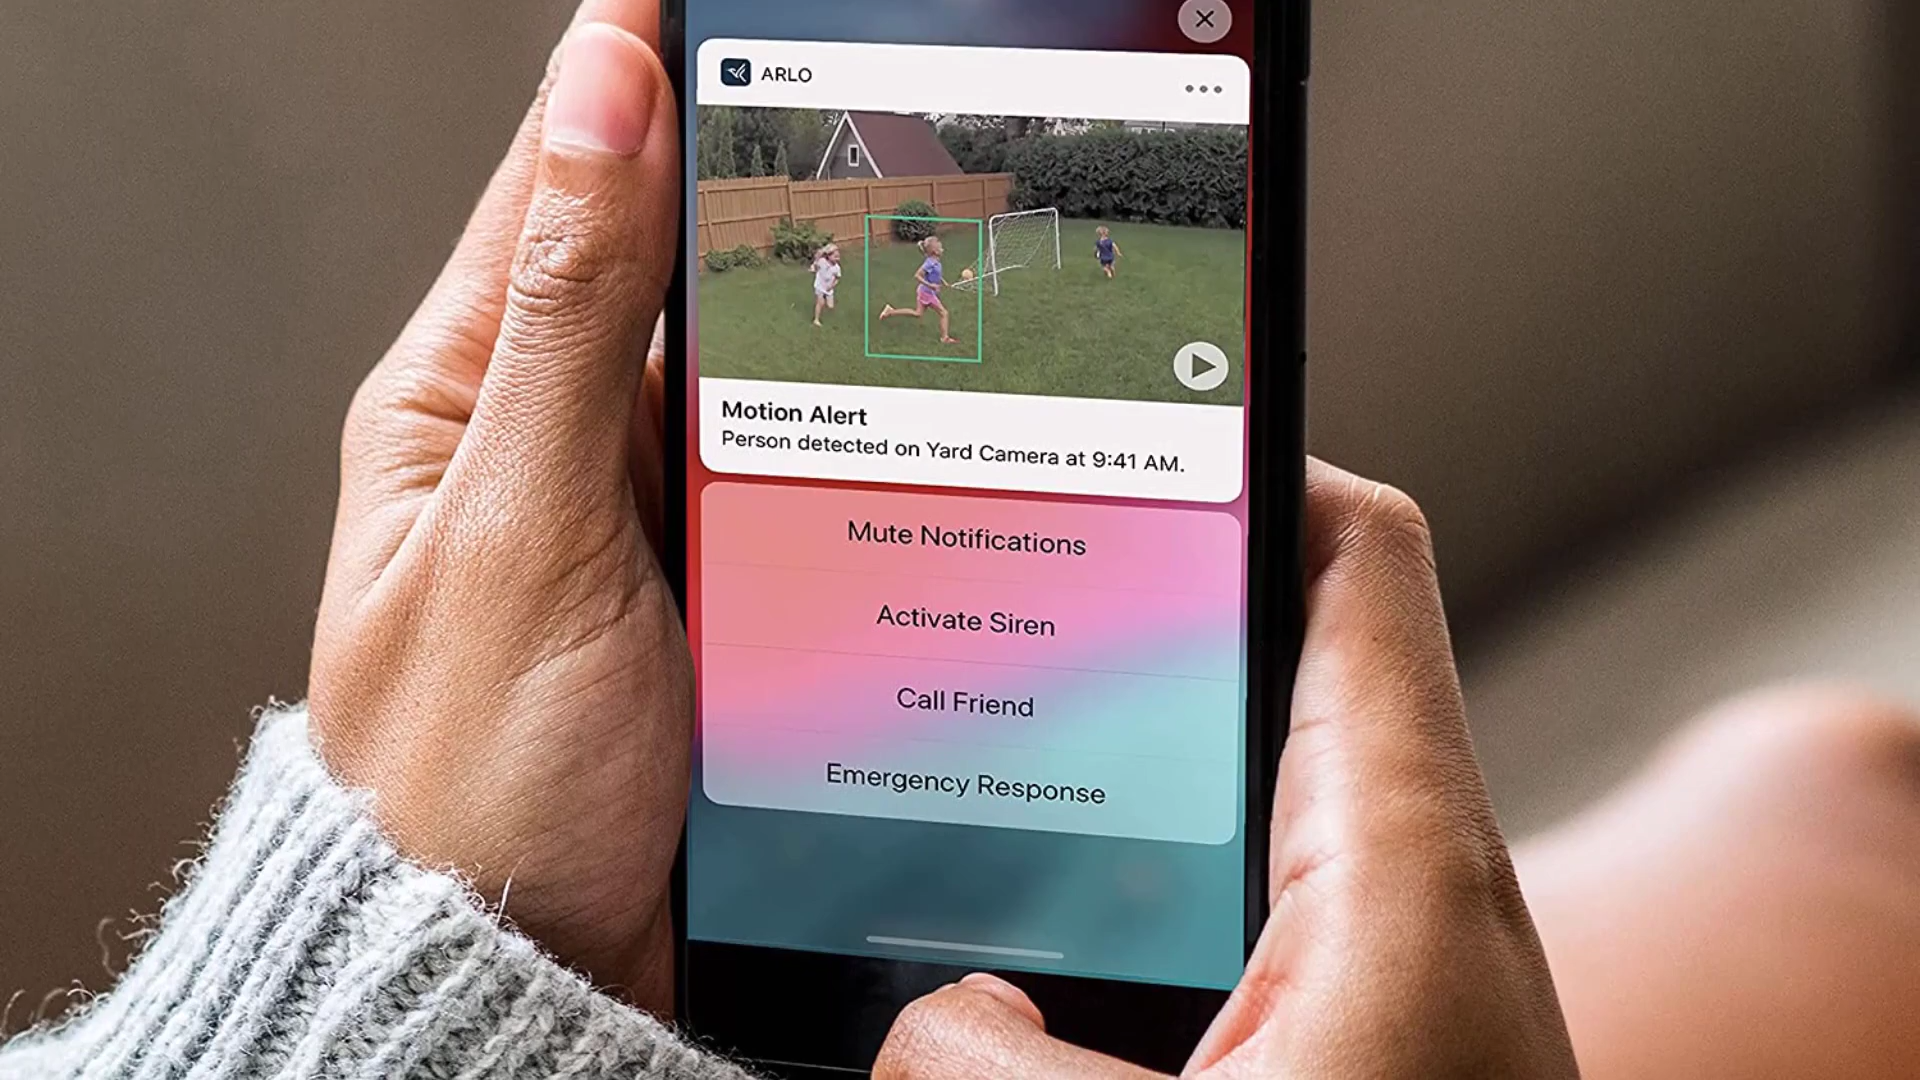 ARLO
Motion Alert
Person detected on Yard Camera at 9:41 AM.
Mute Notifications
Activate Siren
Call Friend
Emergency Response